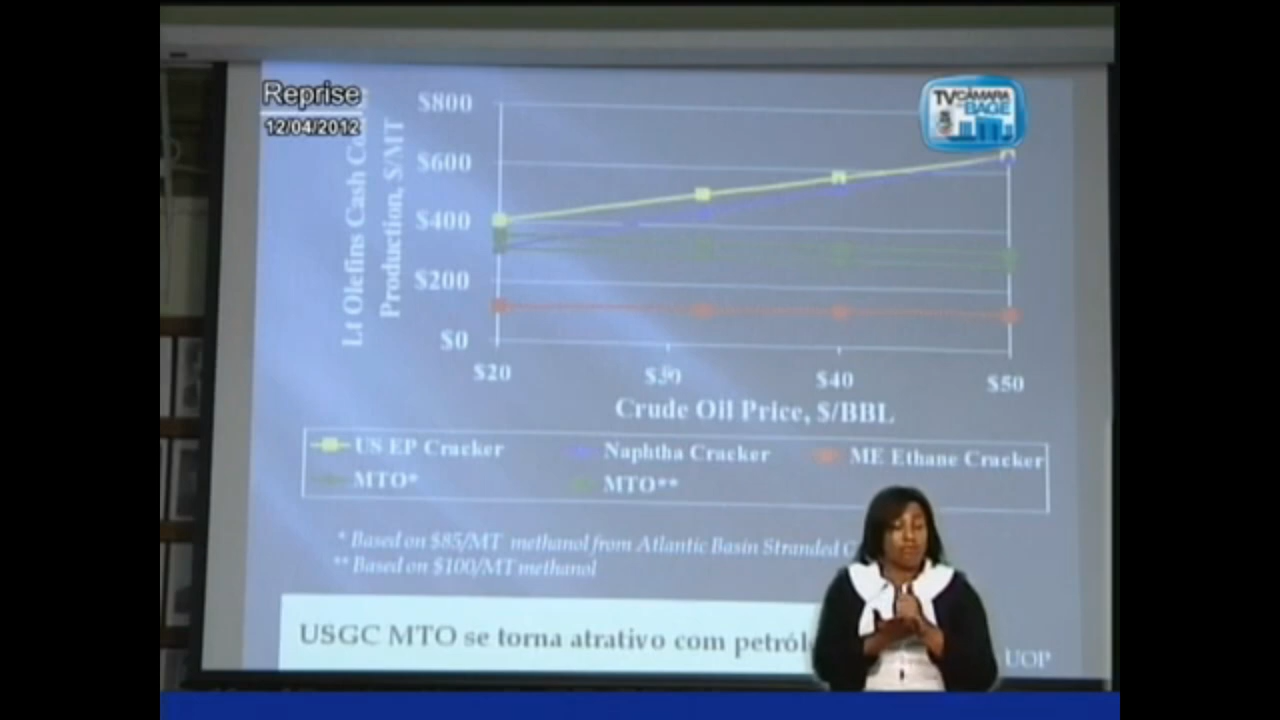 Reprise
12/04/2012
TV CÂMARA
BAGÉ
Lt Olefins Cash
Production, $/MT
$800
$600
$400
$200
$0
$20
$30
$40
$50
Crude Oil Price, $/BBL
US EP Cracker
Naphtha Cracker
ME Ethane Cracker
MTO*
MTO**
* Based on $85/MT methanol from Atlantic Basin Stranded
** Based on $100/MT methanol
USGC MTO se torna atrativo com
UOP